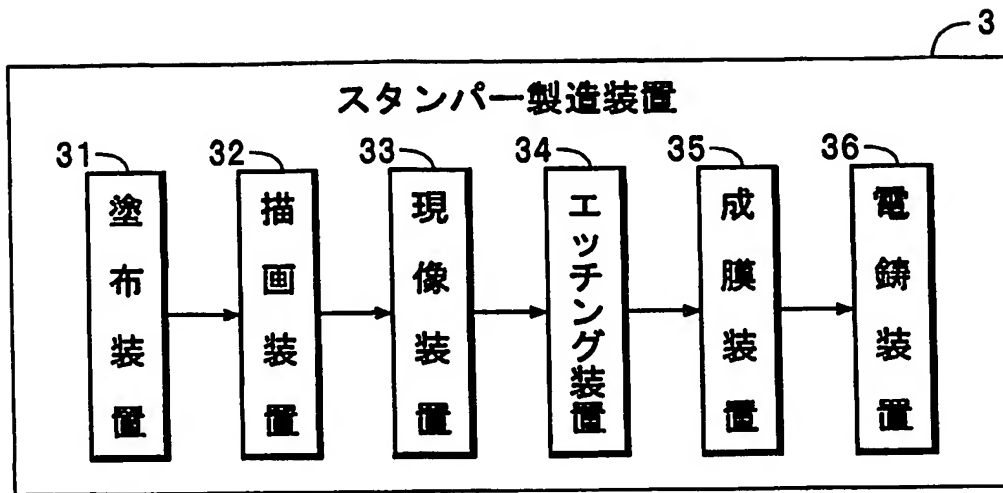 3
スタンパー製造装置
31
32
33
34
35
36
塗布装置
描画装置
現像装置
エッチング装置
成膜装置
電鋳装置